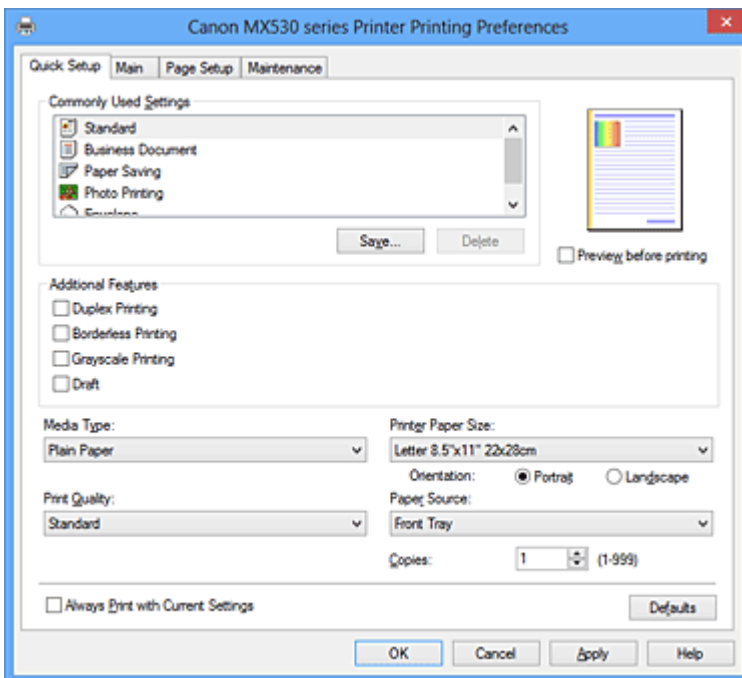 Canon MX530 series Printer Printing Preferences
Quick Setup Main Page Setup Maintenance
Commonly Used Settings
Standard
Business Document
Paper Saving
Photo Printing
Envelope
Save... Delete
Preview before printing
Additional Features
Duplex Printing
Borderless Printing
Grayscale Printing
Draft
Media Type:
Plain Paper
Printer Paper Size:
Letter 8.5"x11" 22x28cm
Orientation: Portrait Landscape
Print Quality:
Standard
Paper Source:
Front Tray
Copies: 1 (1-999)
Always Print with Current Settings
Defaults
OK Cancel Apply Help